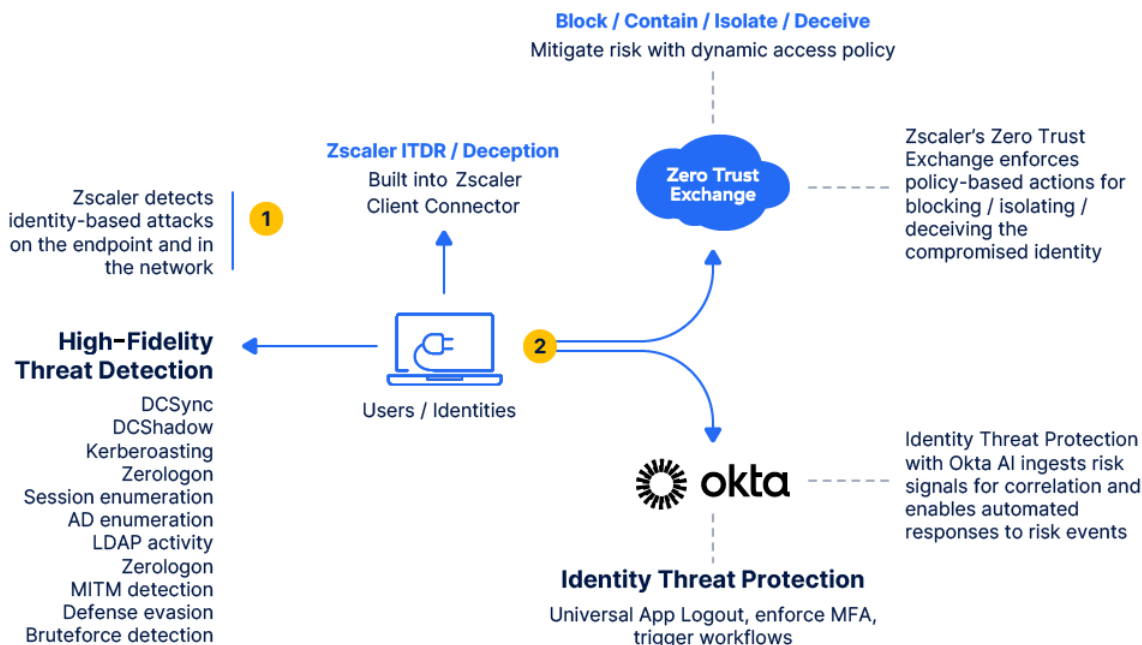 Block / Contain / Isolate / Deceive
Mitigate risk with dynamic access policy
Zscaler ITDR / Deception
Built into Zscaler
Client Connector
Zero Trust
Exchange
Zscaler's Zero Trust
Exchange enforces
policy-based actions for
blocking / isolating /
deceiving the
compromised identity
Zscaler detects
identity-based attacks
on the endpoint and in
the network
1
High-Fidelity
Threat Detection
DCSync
DCShadow
Kerberoasting
Zerologon
Session enumeration
AD enumeration
LDAP activity
Zerologon
MITM detection
Defense evasion
Bruteforce detection
Users / Identities
2
okta
Identity Threat Protection
with Okta AI ingests risk
signals for correlation and
enables automated
responses to risk events
Identity Threat Protection
Universal App Logout, enforce MFA,
trigger workflows